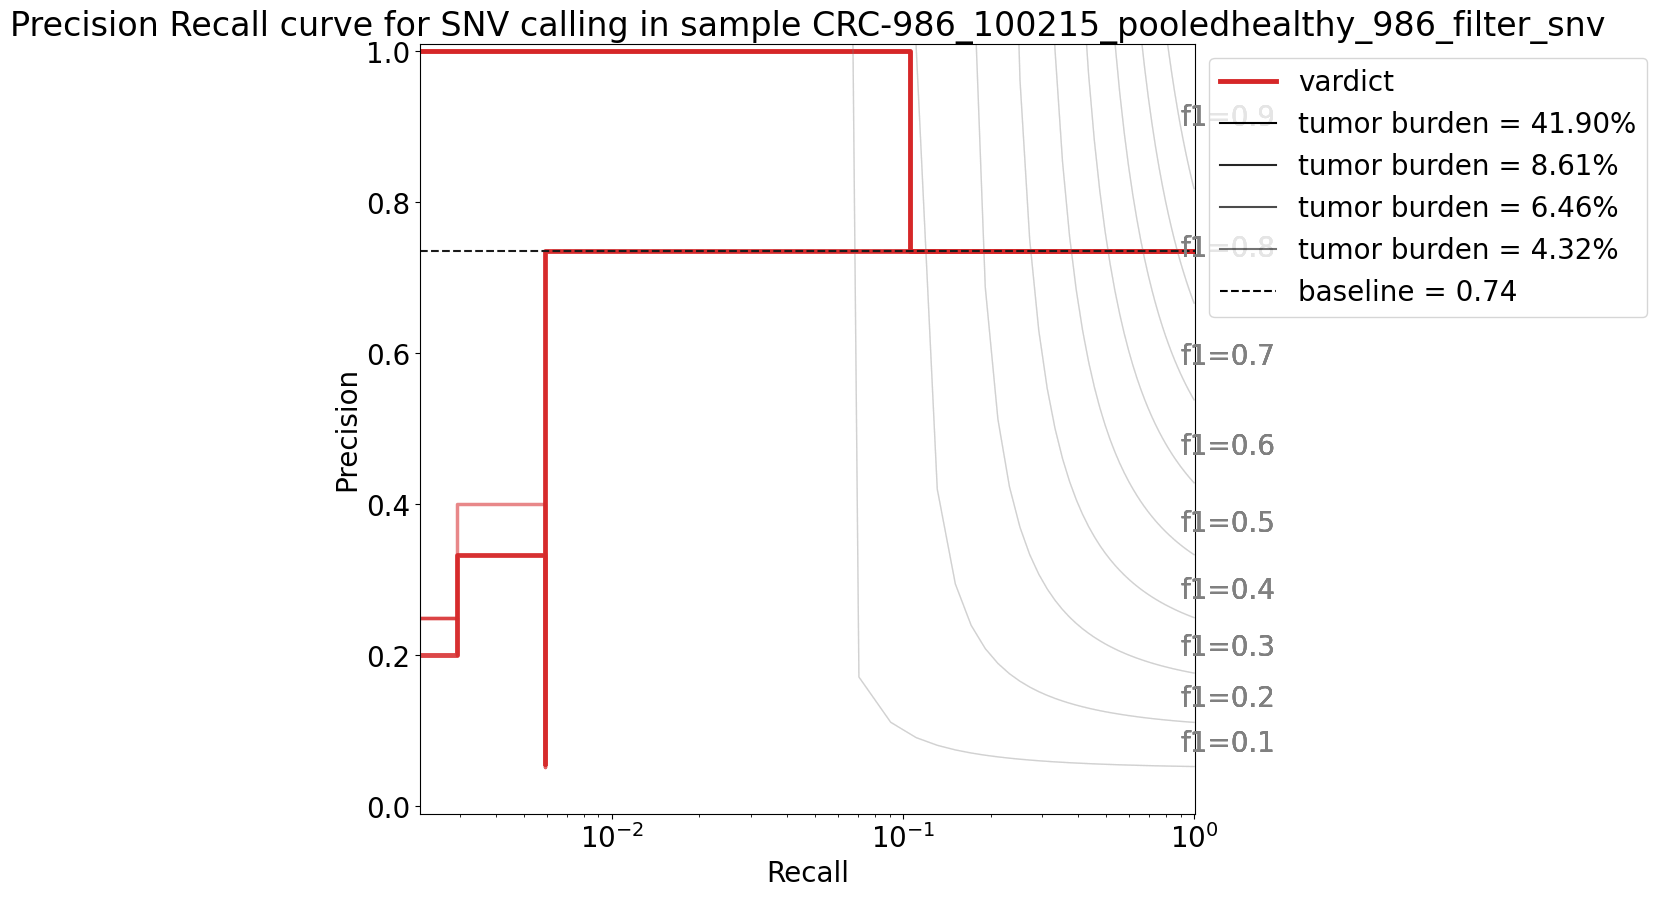 Precision Recall curve for SNV calling in sample CRC-986_100215_pooledhealthy_986_filter_snv
1.0
0.8
0.6
0.4
0.2
0.0
Precision
10⁻²
10⁻¹
10⁰
Recall
f1=0.9
f1=0.8
f1=0.7
f1=0.6
f1=0.5
f1=0.4
f1=0.3
f1=0.2
f1=0.1
vardict
tumor burden = 41.90%
tumor burden = 8.61%
tumor burden = 6.46%
tumor burden = 4.32%
baseline = 0.74